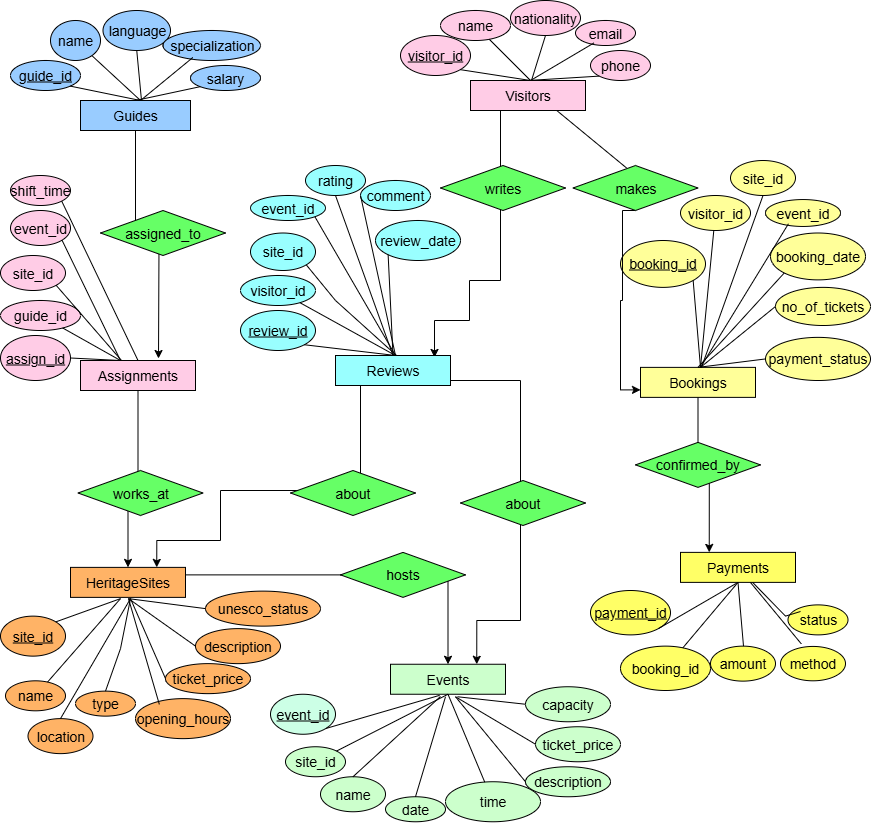 language
name
specialization
guide_id
salary
Guides
nationality
name
email
visitor_id
phone
Visitors
writes
makes
assigned_to
shift_time
event_id
site_id
guide_id
assign_id
Assignments
rating
comment
event_id
review_date
site_id
visitor_id
review_id
Reviews
site_id
visitor_id
event_id
booking_id
booking_date
no_of_tickets
payment_status
Bookings
works_at
about
about
confirmed_by
HeritageSites
hosts
Payments
unesco_status
site_id
description
ticket_price
name
type
opening_hours
location
payment_id
status
booking_id
amount
method
Events
capacity
event_id
ticket_price
site_id
description
name
time
date